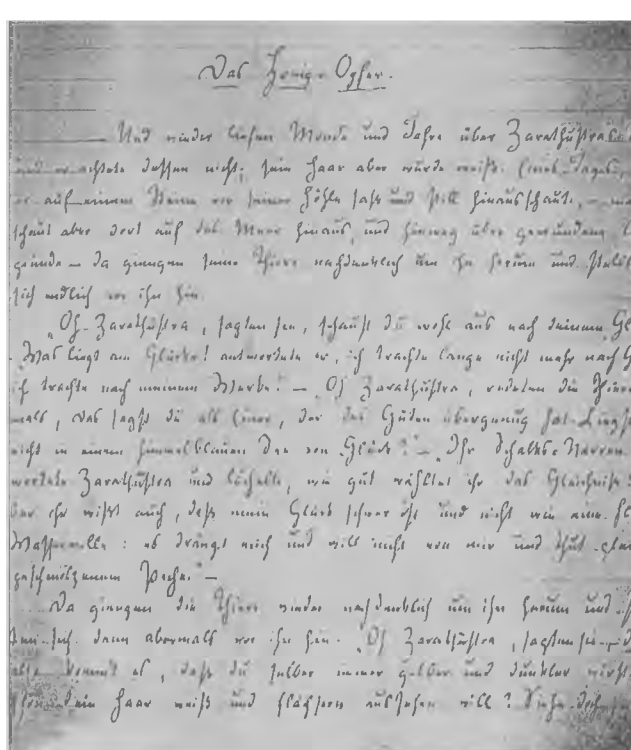 Das Honig-Opfer.
Und wieder liefen Monde und Jahre über Zarathustra's
und er achtete dessen nicht; sein Haar aber wurde weiß. Eines Tages,
er auf einem Steine vor seiner Höhle saß und still hinausschaute, –
schaut aber dort auf das Meer hinaus, und hinweg über gewundene
gründe – da giengen seine Thiere nachdenklich um ihn herum und stellten
sich endlich vor ihn hin.
„Oh Zarathustra, sagten sie, schaust du wohl aus nach deinem Gl
„Was liegt am Glücke! antwortete er, ich trachte lange nicht mehr nach G
ich trachte nach meinem Werke.“ – „Oh Zarathustra, redeten die Thiere
mals, das sagst du als Einer, der des Guten übergenug hat. Liegst
nicht in einem himmelblauen See von Glück?“ – „Ihr Schalks-Narren
wortete Zarathustra und lächelte, wie gut wähltet ihr das Gleichniß!
ber ihr wißt auch, daß mein Glück schwer ist und nicht wie eine fl
Wasserwelle: es drängt mich und will nicht von mir und thut gleich
geschmolzenem Peche.“ –
Da giengen die Thiere wieder nachdenklich um ihn herum und
ten sich dann abermals vor ihn hin. „Oh Zarathustra, sagten sie,
also kommt es, daß du selber immer gelber und dunkler wirst,
schon dein Haar weiß und flächsern aussehen will? Siehe doch,